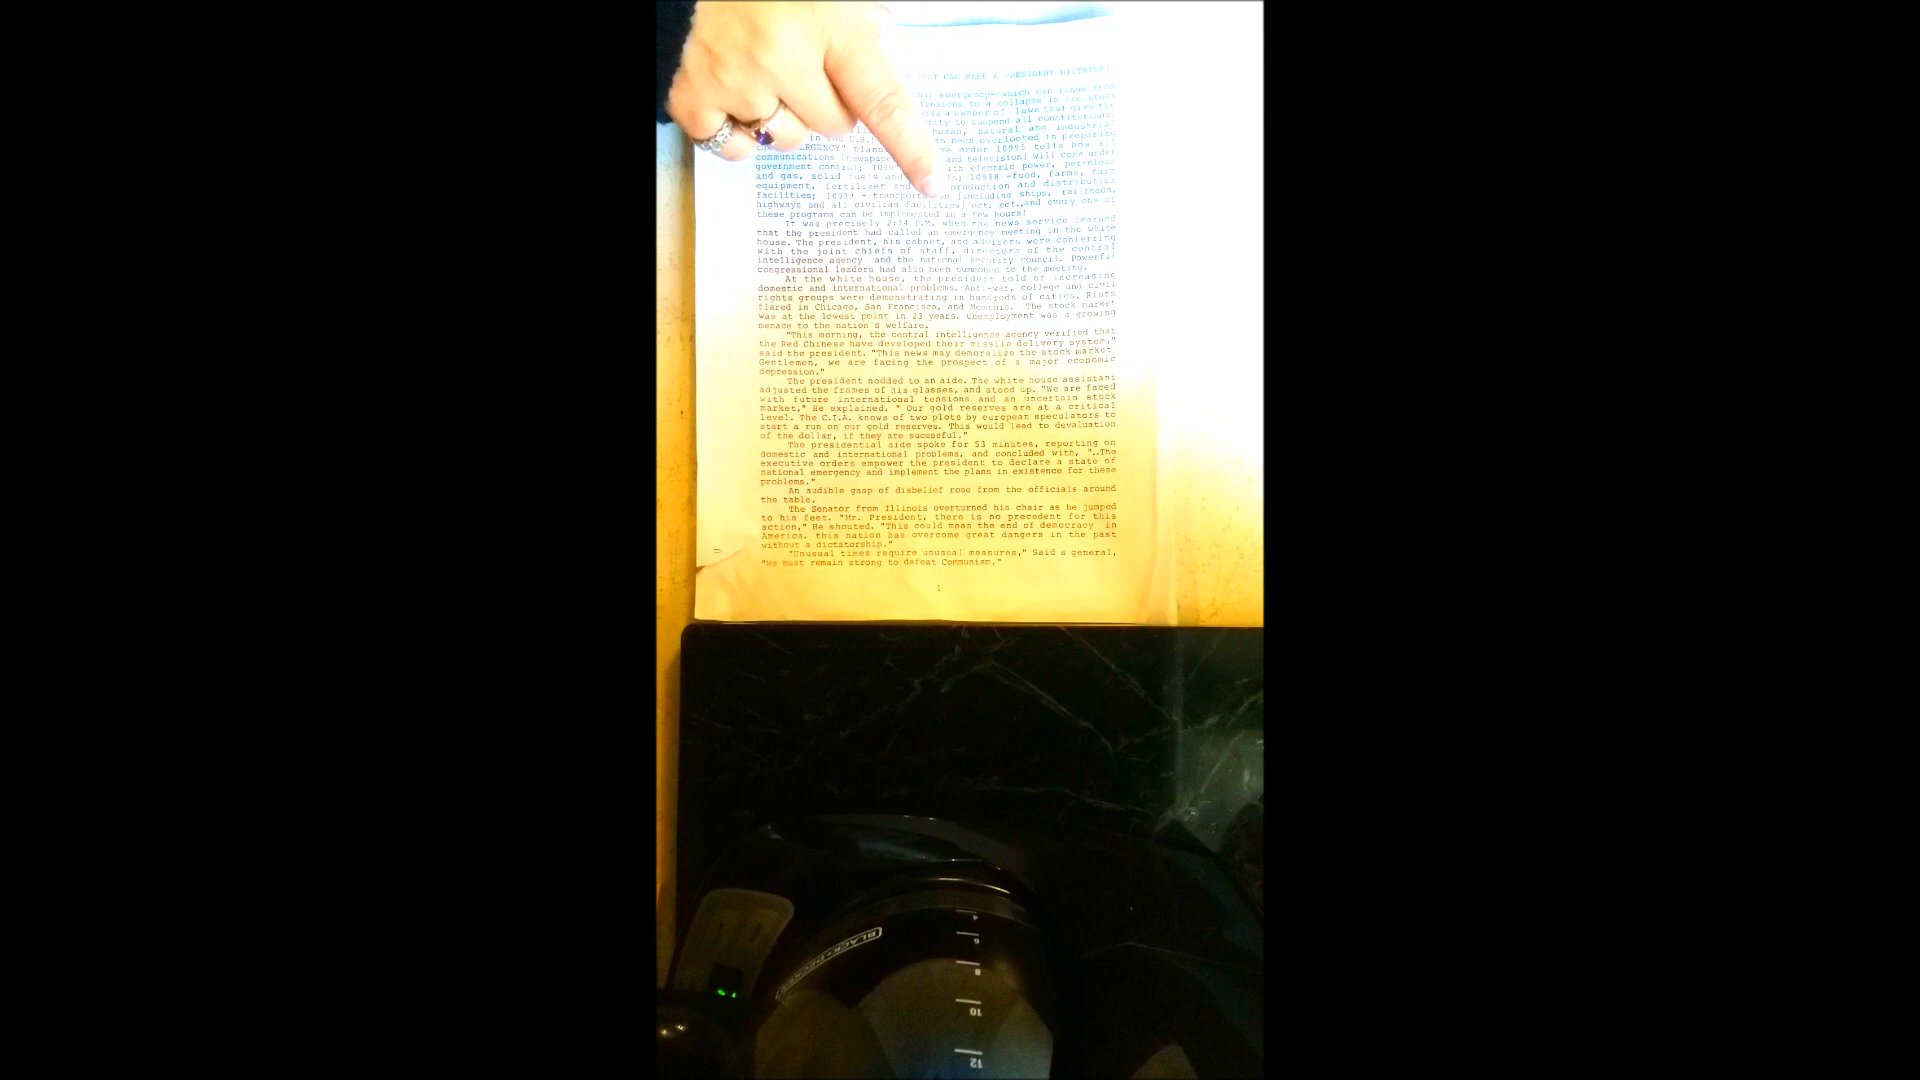 THAT CAN MAKE A PRESIDENT DICTATOR!
emergency--which can range from
tensions to a collapse in the stock
a number of laws that give the
rity to suspend all constitutional
human, natural and industrial
in the U.S.! has been overlooked in preparing
the "EMERGENCY" plans. order 10995 tells how all
communications [newspape and television] will come under
government control; 1099 ith electric power, petroleum
and gas, solid fuels and 10998 -food, farms, farm
equipment, fertilizer and production and distribution
facilities; 10999 - transportation [including ships, railroads,
highways and all civilian facilities] ect. ect.,and every one of
these programs can be implemented in a few hours!
It was precisely 2:34 P.M. when the news service learned
that the president had called an emergency meeting in the white
house. The president, his cabnet, and advisers were conferring
with the joint chiefs of staff, directors of the central
intelligence agency and the national security council. Powerful
congressional leaders had also been summoned to the meeting.
At the white house, the president told of increasing
domestic and international problems. Anti-war, college and civil
rights groups were demonstrating in hundreds of cities. Riots
flared in Chicago, San Francisco, and Memphis. The stock market
was at the lowest point in 23 years. Unemployment was a growing
menace to the nation s welfare.
"This morning, the central intelligence agency verified that
the Red Chinese have developed their missile delivery system,"
said the president. "This news may demoralize the stock market
Gentlemen, we are facing the prospect of a major economic
depression."
The president nodded to an aide. The white house assistant
adjusted the frames of his glasses, and stood up. "We are faced
with future international tensions and an uncertain stock
market," He explained. " Our gold reserves are at a critical
level. The C.I.A. knows of two plots by european speculators to
start a run on our gold reserves. This would lead to devaluation
of the dollar, if they are sucessful."
The presidential aide spoke for 53 minutes, reporting on
domestic and international problems, and concluded with, "..The
executive orders empower the president to declare a state of
national emergency and implement the plans in existence for these
problems."
An audible gasp of disbelief rose from the officials around
the table.
The Senator from Illinois overturned his chair as he jumped
to his feet. "Mr. President, there is no precedent for this
action," He shouted. "This could mean the end of democracy in
America. this nation has overcome great dangers in the past
without a dictatorship."
"Unusual times require unusual measures," Said a general,
"We must remain strong to defeat Communism."
1
BLACK+DECKER
4
6
8
10
12